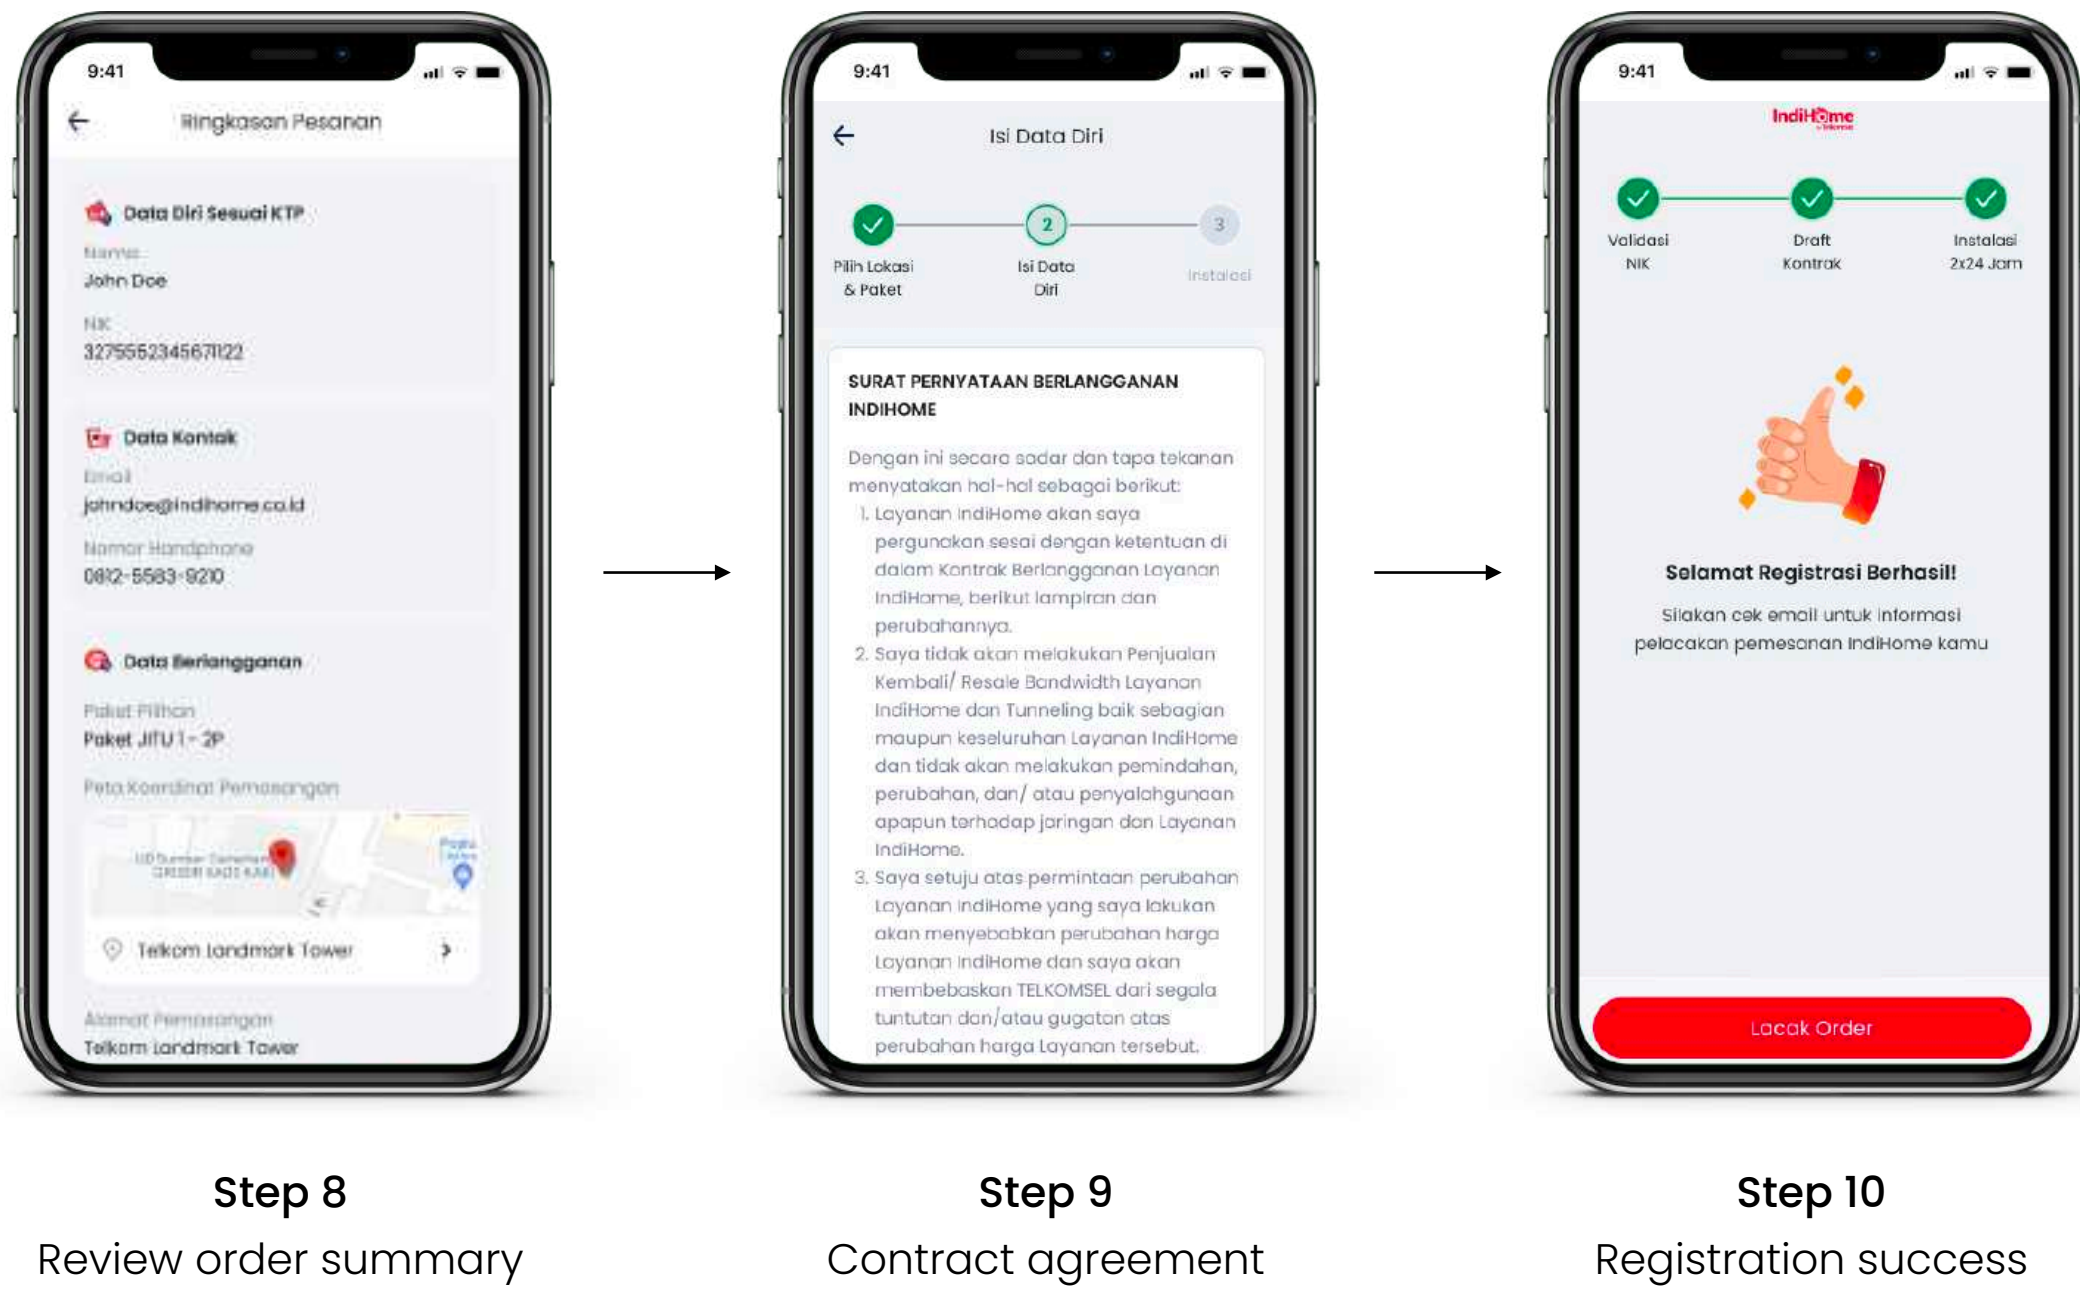 9:41
Ringkasan Pesanan
Data Diri Sesuai KTP
Nama
John Doe
NIK
Data Kontak
Email
johndoe@indihome.co.id
Nomor Handphone
0812-5583-9210
Data Berlangganan
Paket Pilihan
Paket JITU 1 - 2P
Peta Koordinat Pemasangan
Telkom Landmark Tower
Alamat Pemasangan
Telkom Landmark Tower
9:41
Isi Data Diri
2
3
Pilih Lokasi
& Paket
Isi Data
Diri
Instalasi
SURAT PERNYATAAN BERLANGGANAN
INDIHOME
Dengan ini secara sadar dan tapa tekanan
menyatakan hal-hal sebagai berikut:
1. Layanan IndiHome akan saya
pergunakan sesai dengan ketentuan di
dalam Kontrak Berlangganan Layanan
IndiHome, berikut lampiran dan
perubahannya.
2. Saya tidak akan melakukan Penjualan
Kembali/ Resale Bandwidth Layanan
IndiHome dan Tunneling baik sebagian
maupun keseluruhan Layanan IndiHome
dan tidak akan melakukan pemindahan,
perubahan, dan/ atau penyalahgunaan
apapun terhadap jaringan dan Layanan
IndiHome.
3. Saya setuju atas permintaan perubahan
Layanan IndiHome yang saya lakukan
akan menyebabkan perubahan harga
Layanan IndiHome dan saya akan
membebaskan TELKOMSEL dari segala
tuntutan dan/atau gugatan atas
perubahan harga Layanan tersebut.
9:41
IndiHome
by Telkomsel
Validasi
NIK
Draft
Kontrak
Instalasi
2x24 Jam
Selamat Registrasi Berhasil!
Silakan cek email untuk informasi
pelacakan pemesanan IndiHome kamu
Lacak Order
Step 8
Review order summary
Step 9
Contract agreement
Step 10
Registration success